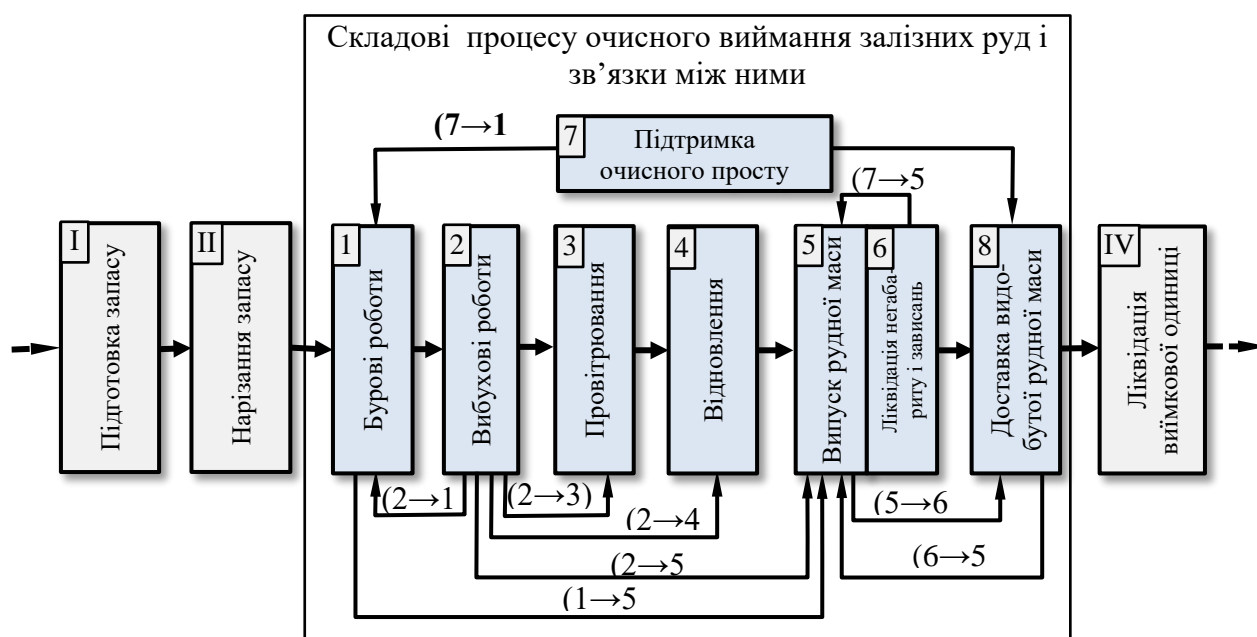 Складові процесу очисного виймання залізних руд і
зв’язки між ними
(7→1
7
Підтримка
очисного просту
(7→5
I
Підготовка запасу
II
Нарізання запасу
1
Бурові роботи
2
Вибухові роботи
3
Провітрювання
4
Відновлення
5
Випуск рудної маси
6
Ліквідація негаба-
риту і зависань
8
Доставка видо-
бутої рудної маси
IV
Ліквідація
виїмкової одиниці
(2→1
(2→3)
(2→4
(5→6
(2→5
(6→5
(1→5